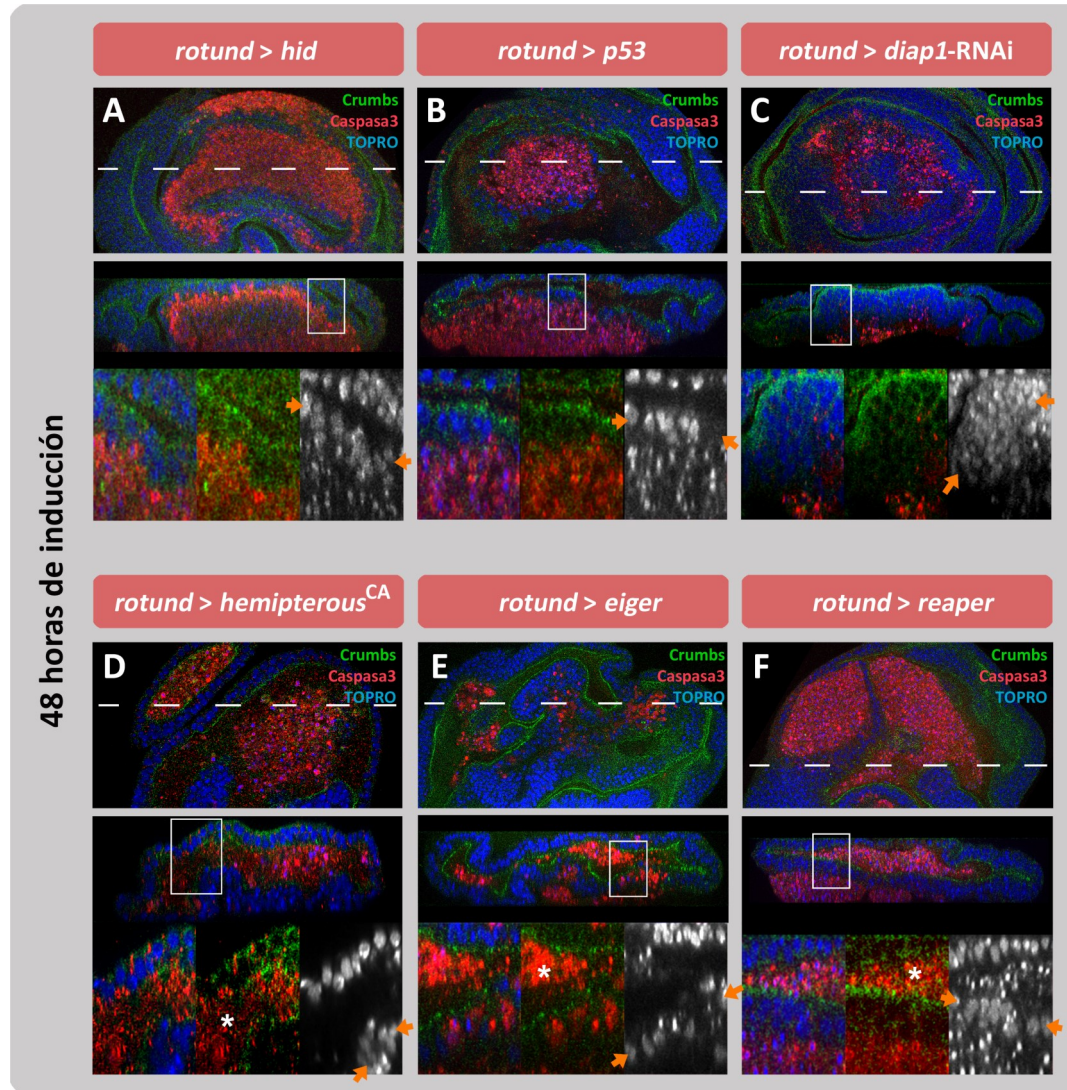 48 horas de inducción
rotund > hid
rotund > p53
rotund > diap1-RNAi
A
Crumbs
Caspasa3
TOPRO
B
Crumbs
Caspasa3
TOPRO
C
Crumbs
Caspasa3
TOPRO
rotund > hemipterousCA
rotund > eiger
rotund > reaper
D
Crumbs
Caspasa3
TOPRO
*
E
Crumbs
Caspasa3
TOPRO
*
F
Crumbs
Caspasa3
TOPRO
*